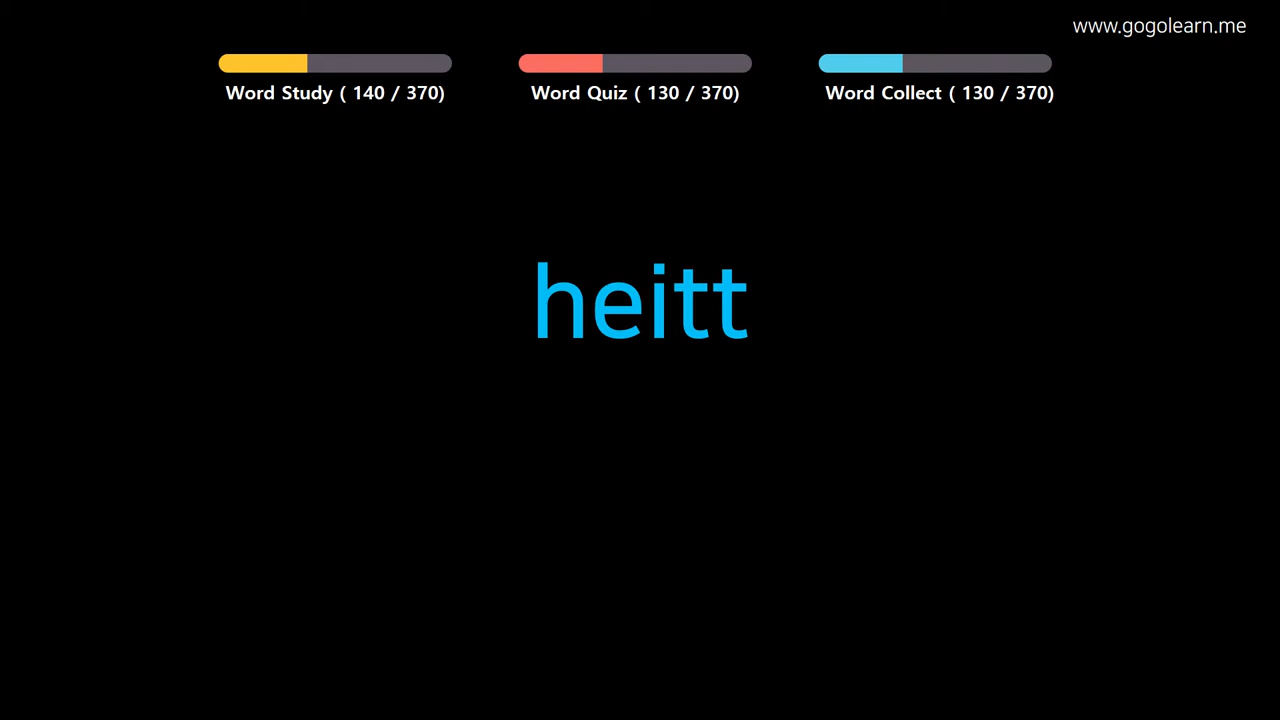 www.gogolearn.me
Word Study ( 140 / 370) Word Quiz ( 130 / 370) Word Collect ( 130 / 370)
heitt